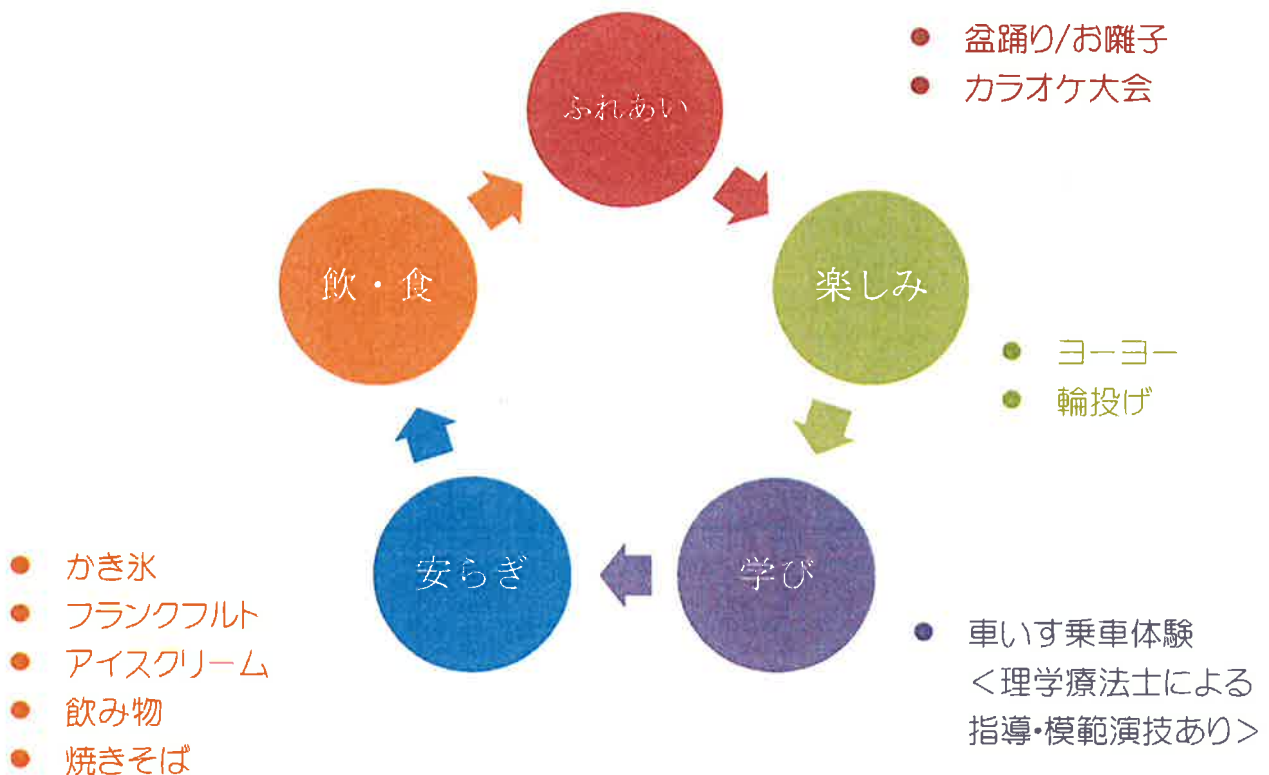 ふれあい
● 盆踊り/お囃子
● カラオケ大会
楽しみ
● ヨーヨー
● 輪投げ
学び
● 車いす乗車体験
＜理学療法士による
指導・模範演技あり＞
安らぎ
飲・食
● かき氷
● フランクフルト
● アイスクリーム
● 飲み物
● 焼きそば